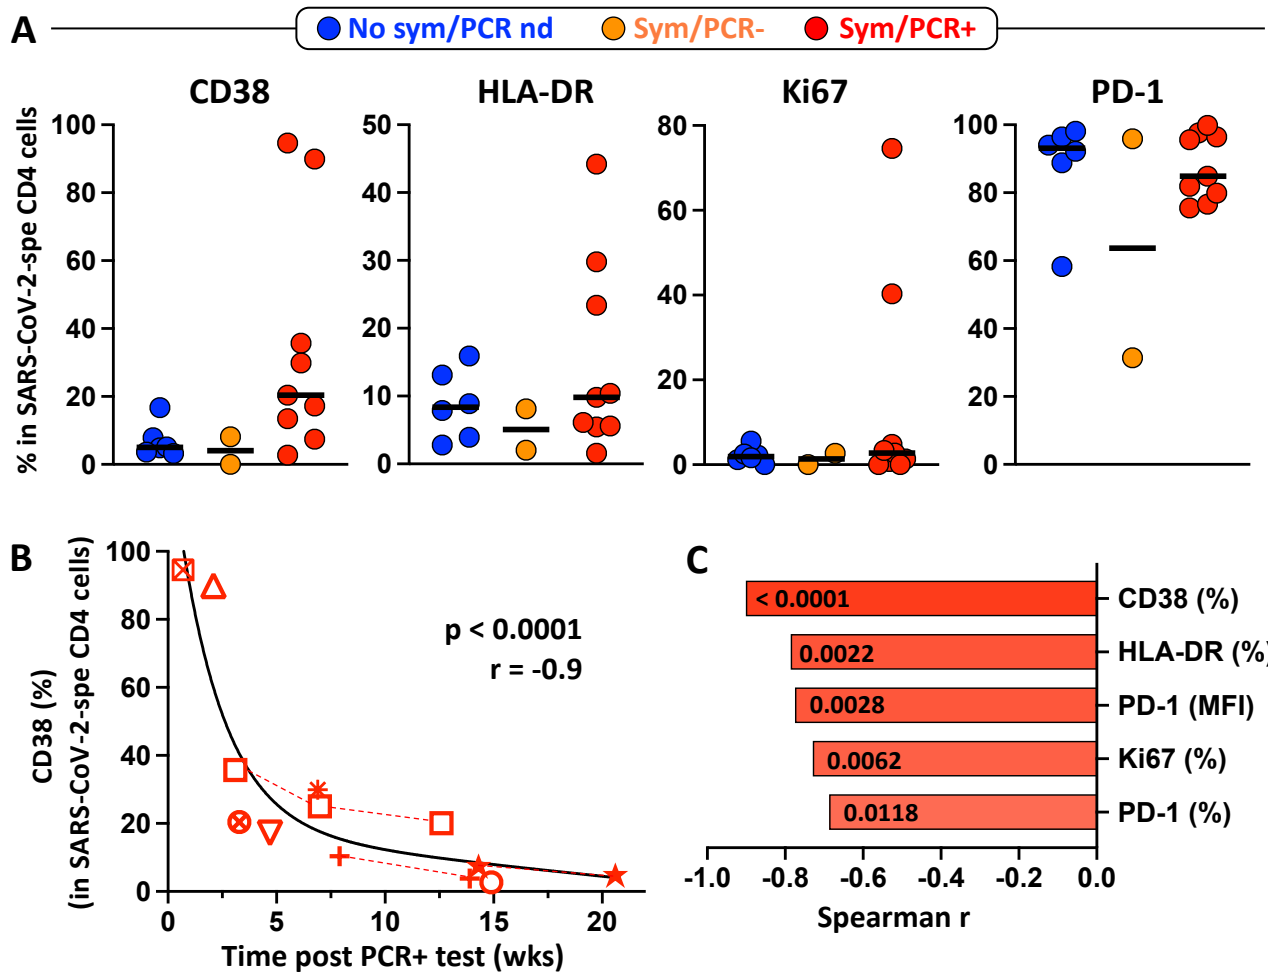 A
No sym/PCR nd
Sym/PCR-
Sym/PCR+
CD38
HLA-DR
Ki67
PD-1
% in SARS-CoV-2-spe CD4 cells
100
80
60
40
20
0
50
40
30
20
10
0
80
60
40
20
0
100
80
60
40
20
0
B
CD38 (%)
(in SARS-CoV-2-spe CD4 cells)
100
80
60
40
20
0
p < 0.0001
r = -0.9
0 5 10 15 20
Time post PCR+ test (wks)
C
< 0.0001 CD38 (%)
0.0022 HLA-DR (%)
0.0028 PD-1 (MFI)
0.0062 Ki67 (%)
0.0118 PD-1 (%)
-1.0 -0.8 -0.6 -0.4 -0.2 0.0
Spearman r